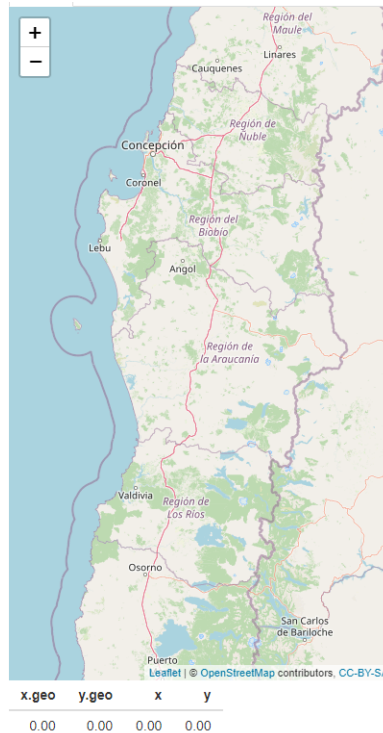 +
−
Región del
Maule
Linares
Cauquenes
Región de
Ñuble
Concepción
Coronel
Región del
Biobío
Lebu
Angol
Región de
la Araucanía
Valdivia
Región de
Los Ríos
Osorno
San Carlos
de Bariloche
Puerto
Leaflet | © OpenStreetMap contributors, CC-BY-SA
x.geo y.geo x y
0.00 0.00 0.00 0.00